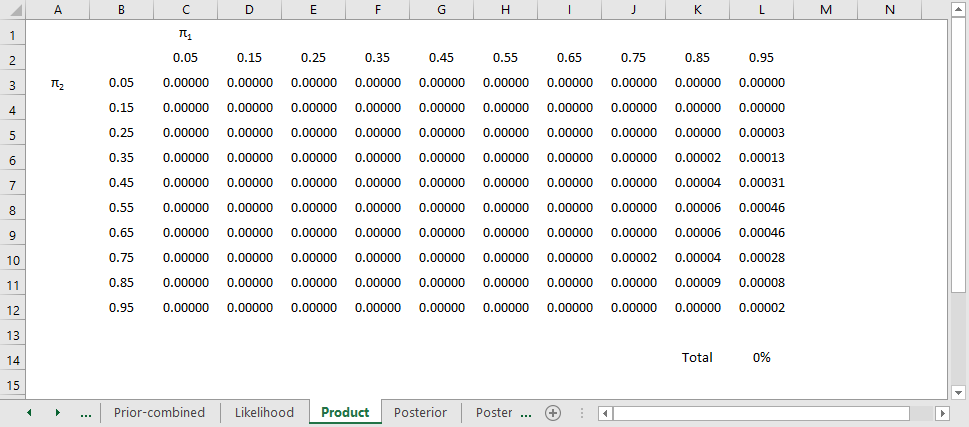 A B C D E F G H I J K L M N
1 π1
2 0.05 0.15 0.25 0.35 0.45 0.55 0.65 0.75 0.85 0.95
3 π2 0.05 0.00000 0.00000 0.00000 0.00000 0.00000 0.00000 0.00000 0.00000 0.00000 0.00000
4 0.15 0.00000 0.00000 0.00000 0.00000 0.00000 0.00000 0.00000 0.00000 0.00000 0.00000
5 0.25 0.00000 0.00000 0.00000 0.00000 0.00000 0.00000 0.00000 0.00000 0.00000 0.00003
6 0.35 0.00000 0.00000 0.00000 0.00000 0.00000 0.00000 0.00000 0.00000 0.00002 0.00013
7 0.45 0.00000 0.00000 0.00000 0.00000 0.00000 0.00000 0.00000 0.00000 0.00004 0.00031
8 0.55 0.00000 0.00000 0.00000 0.00000 0.00000 0.00000 0.00000 0.00000 0.00006 0.00046
9 0.65 0.00000 0.00000 0.00000 0.00000 0.00000 0.00000 0.00000 0.00000 0.00006 0.00046
10 0.75 0.00000 0.00000 0.00000 0.00000 0.00000 0.00000 0.00000 0.00002 0.00004 0.00028
11 0.85 0.00000 0.00000 0.00000 0.00000 0.00000 0.00000 0.00000 0.00000 0.00009 0.00008
12 0.95 0.00000 0.00000 0.00000 0.00000 0.00000 0.00000 0.00000 0.00000 0.00000 0.00002
13
14 Total 0%
15
... Prior-combined Likelihood Product Posterior Poster ...